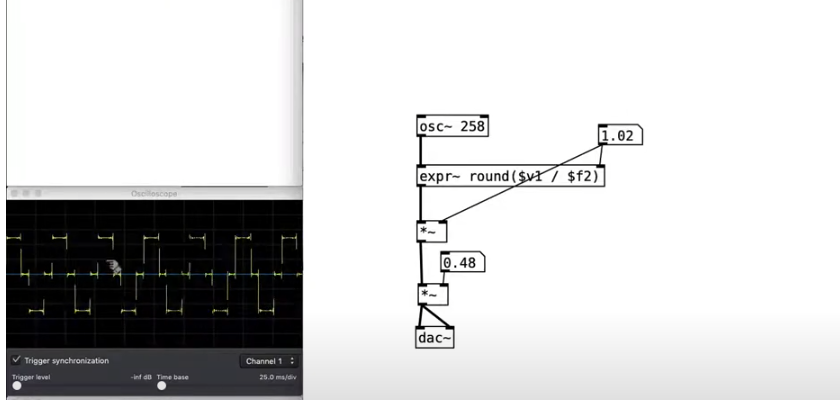 osc~ 258
1.02
expr~ round($v1 / $f2)
*~
0.48
*~
dac~
Oscilloscope
Trigger synchronization
Channel 1
Trigger level
-inf dB
Time base
25.0 ms/div